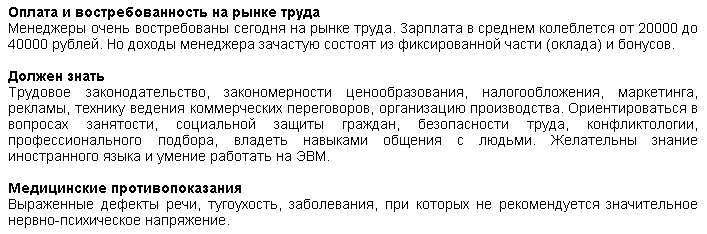 Оплата и востребованность на рынке труда
Менеджеры очень востребованы сегодня на рынке труда. Зарплата в среднем колеблется от 20000 до
40000 рублей. Но доходы менеджера зачастую состоят из фиксированной части (оклада) и бонусов.
Должен знать
Трудовое законодательство, закономерности ценообразования, налогообложения, маркетинга,
рекламы, технику ведения коммерческих переговоров, организацию производства. Ориентироваться в
вопросах занятости, социальной защиты граждан, безопасности труда, конфликтологии,
профессионального подбора, владеть навыками общения с людьми. Желательны знание
иностранного языка и умение работать на ЭВМ.
Медицинские противопоказания
Выраженные дефекты речи, тугоухость, заболевания, при которых не рекомендуется значительное
нервно-психическое напряжение.